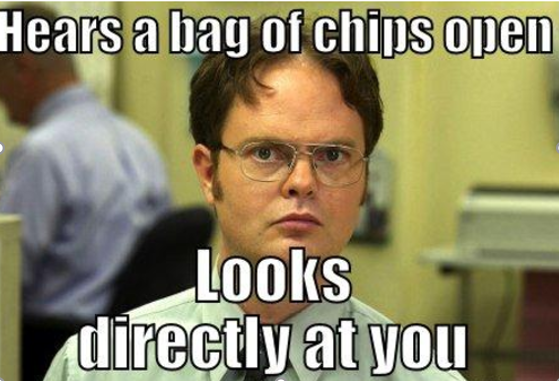 Hears a bag of chips open
Looks
directly at you